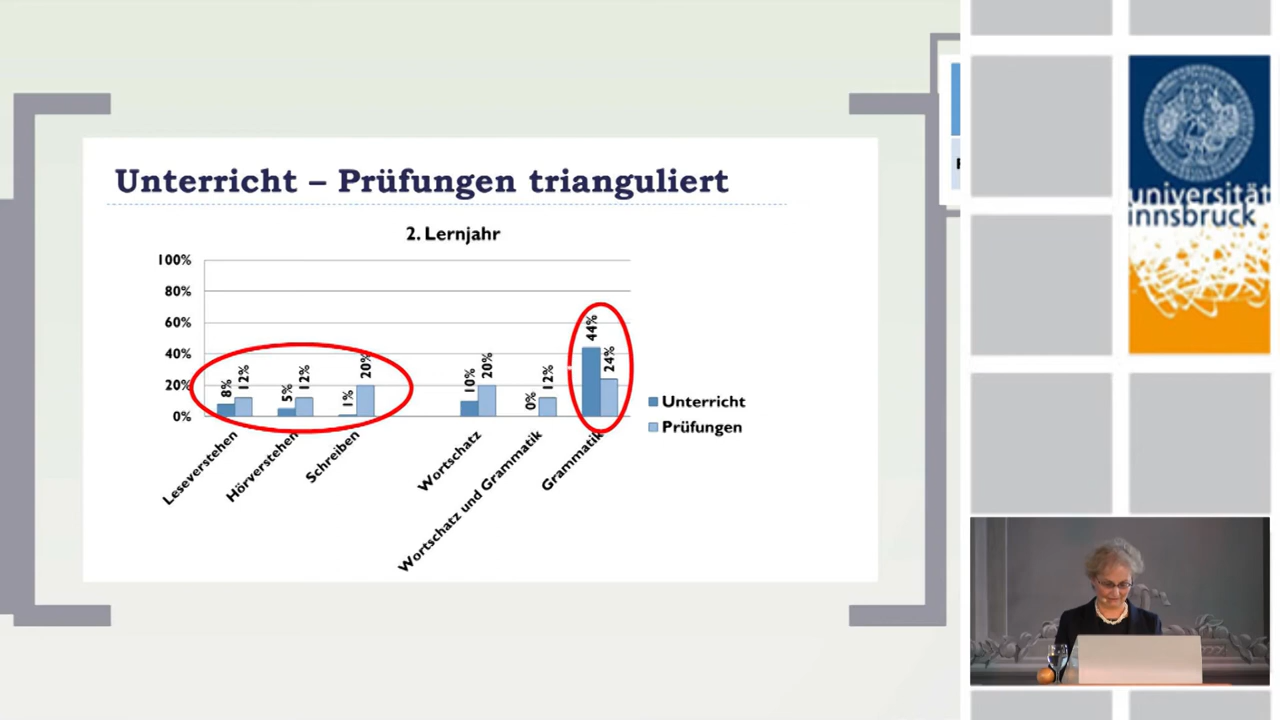 Unterricht – Prüfungen trianguliert
2. Lernjahr
100%
80%
60%
40%
20%
0%
8%
12%
5%
12%
1%
20%
10%
20%
0%
12%
44%
24%
Leseverstehen
Hörverstehen
Schreiben
Wortschatz
Wortschatz und Grammatik
Grammatik
Unterricht
Prüfungen
universität
innsbruck